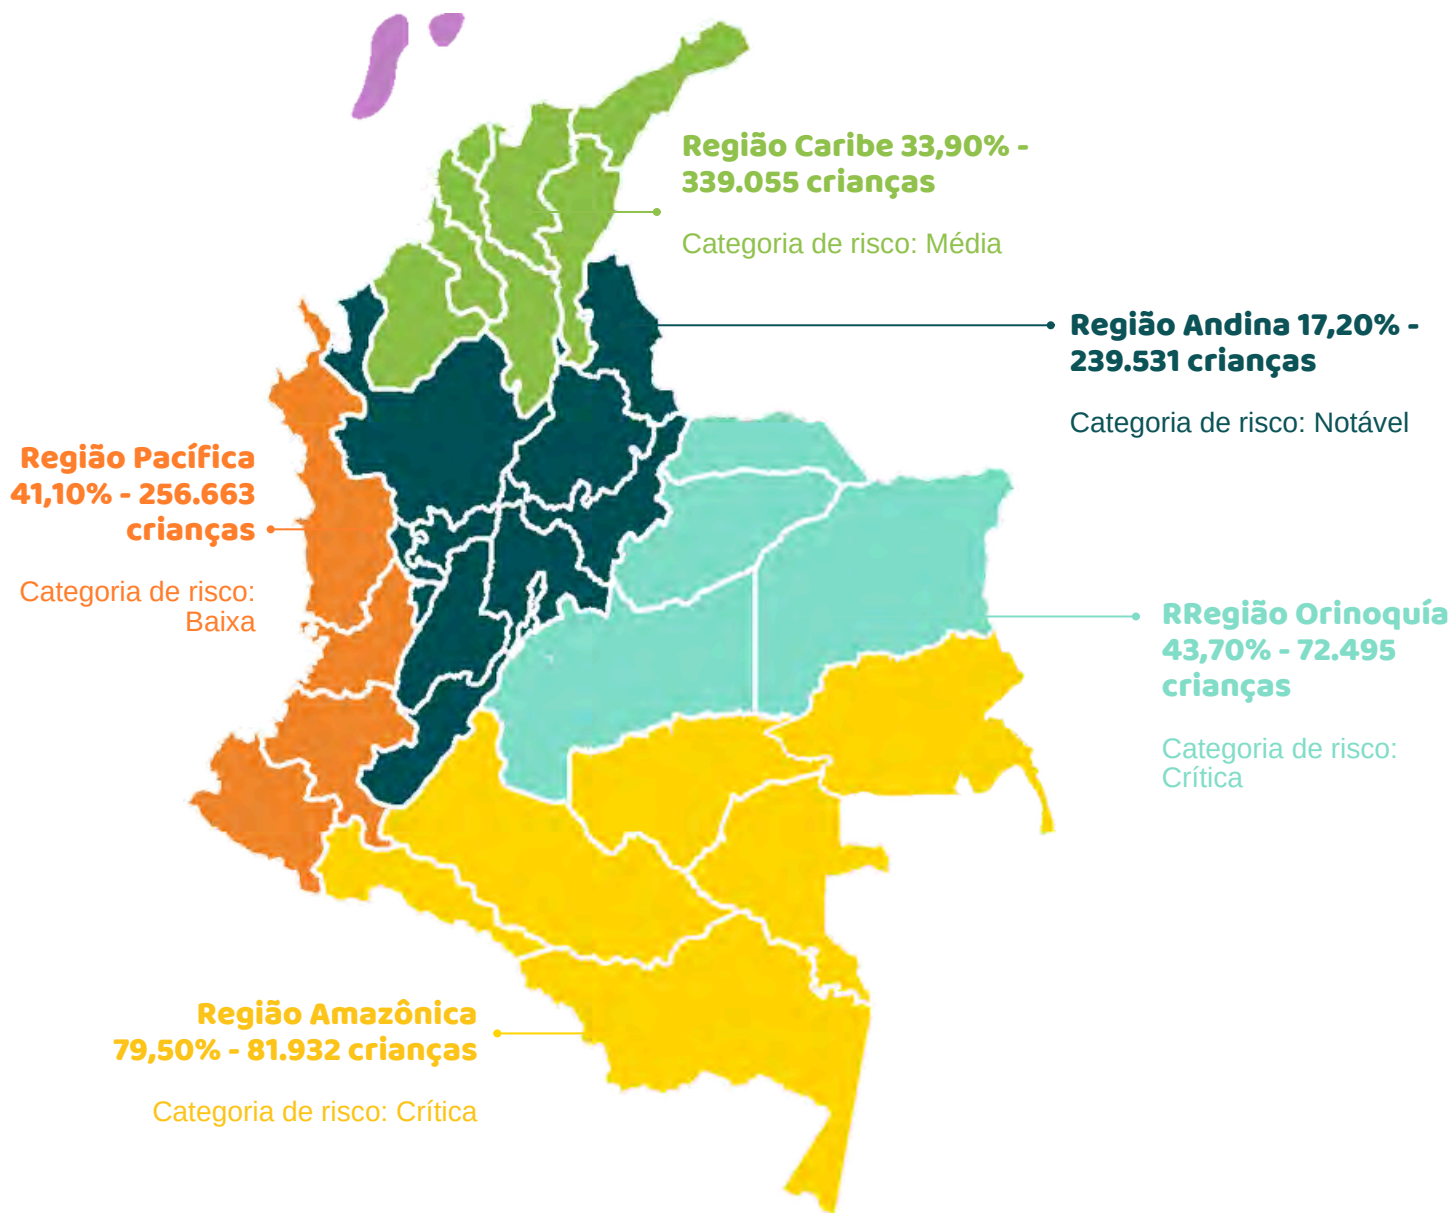 Região Caribe 33,90% -
339.055 crianças
Categoria de risco: Média
Região Andina 17,20% -
239.531 crianças
Categoria de risco: Notável
Região Pacífica
41,10% - 256.663
crianças
Categoria de risco:
Baixa
RRegião Orinoquía
43,70% - 72.495
crianças
Categoria de risco:
Crítica
Região Amazônica
79,50% - 81.932 crianças
Categoria de risco: Crítica